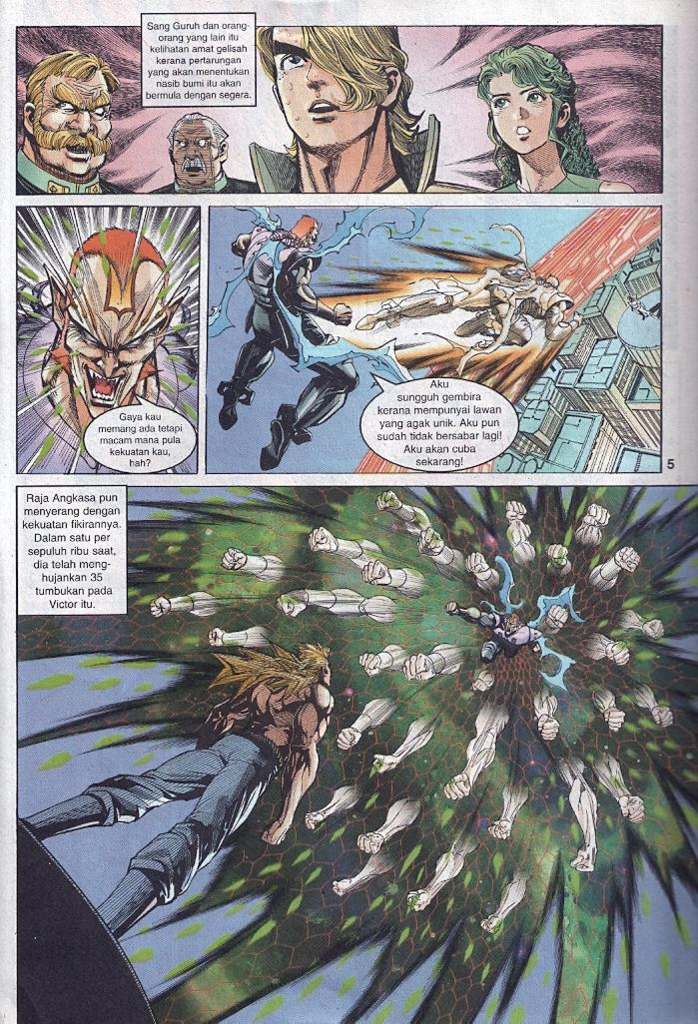 Sang Guruh dan orang-
orang yang lain itu
kelihatan amat gelisah
kerana pertarungan
yang akan menentukan
nasib bumi itu akan
bermula dengan segera.
Gaya kau
memang ada tetapi
macam mana pula
kekuatan kau,
hah?
Aku
sungguh gembira
kerana mempunyai lawan
yang agak unik. Aku pun
sudah tidak bersabar lagi!
Aku akan cuba
sekarang!
5
Raja Angkasa pun
menyerang dengan
kekuatan fikirannya.
Dalam satu per
sepuluh ribu saat,
dia telah meng-
hujankan 35
tumbukan pada
Victor itu.